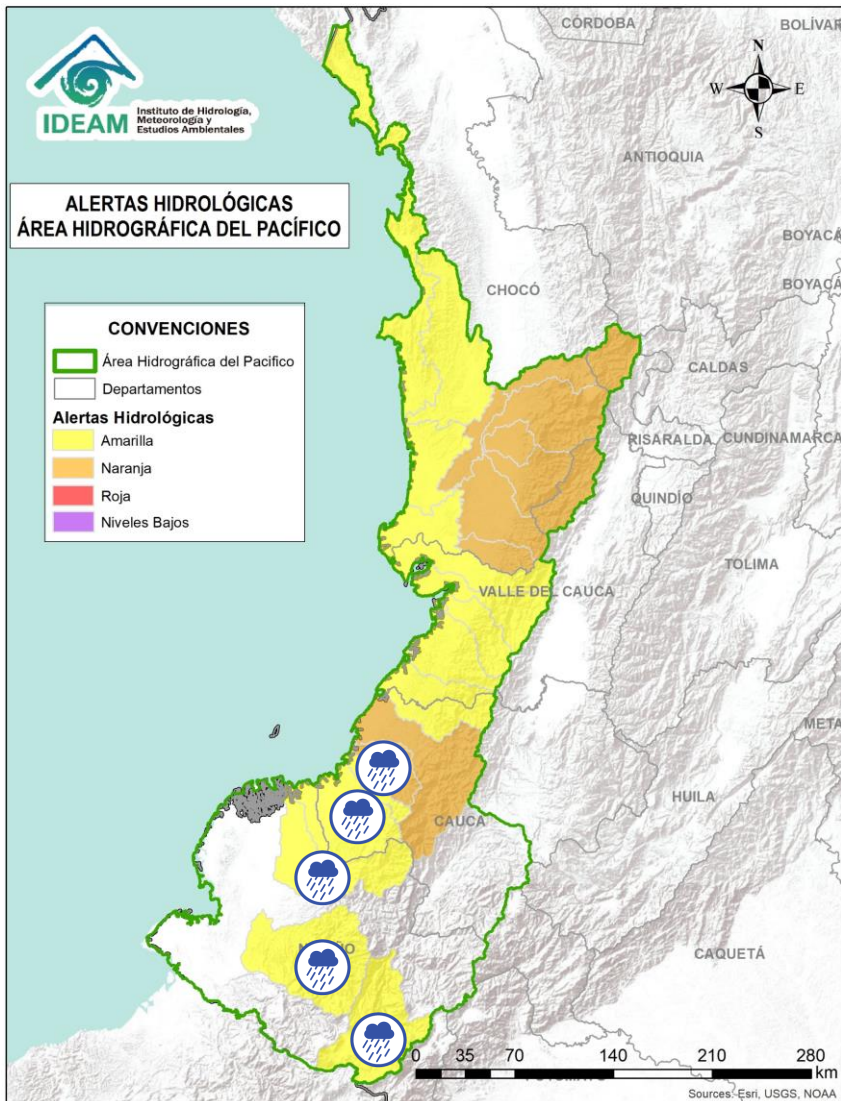 CÓRDOBA
BOLÍVAR
N
W E
S
IDEAM
Instituto de Hidrología,
Meteorología y
Estudios Ambientales
ANTIOQUIA
ALERTAS HIDROLÓGICAS
ÁREA HIDROGRÁFICA DEL PACÍFICO
BOYACÁ
BOYACÁ
CHOCÓ
CONVENCIONES
Área Hidrográfica del Pacifico
Departamentos
Alertas Hidrológicas
Amarilla
Naranja
Roja
Niveles Bajos
CALDAS
RISARALDA
CUNDINAMARCA
QUINDÍO
TOLIMA
VALLE DEL CAUCA
META
HUILA
CAUCA
CAQUETÁ
0 35 70 140 210 280
km
Sources: Esri, USGS, NOAA